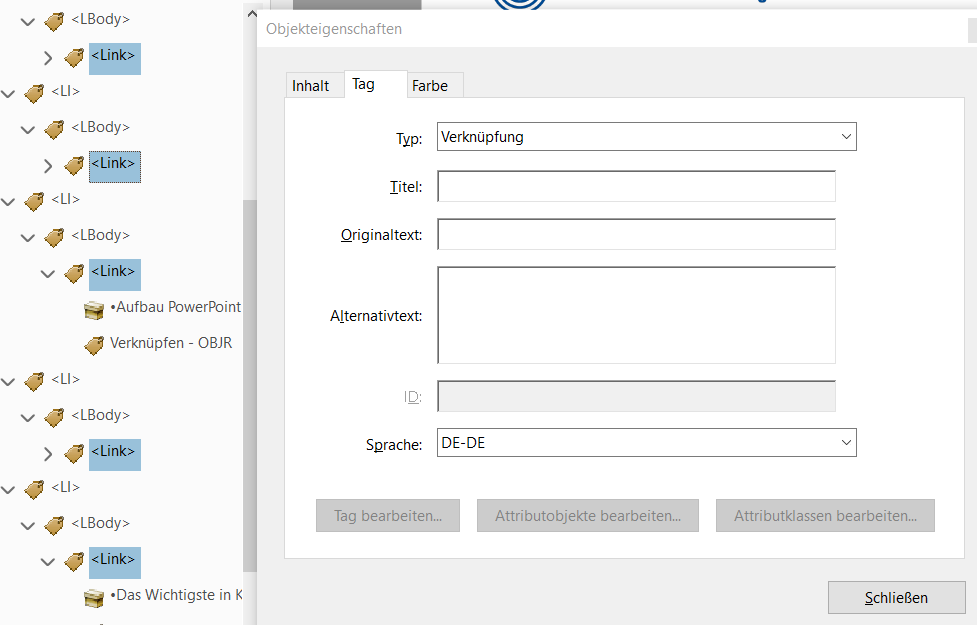 <LBody>
<Link>
<LI>
<LBody>
<Link>
<LI>
<LBody>
<Link>
•Aufbau PowerPoint
Verknüpfen - OBJR
<LI>
<LBody>
<Link>
<LI>
<LBody>
<Link>
•Das Wichtigste in K
Objekteigenschaften
Inhalt Tag Farbe
Typ: Verknüpfung
Titel:
Originaltext:
Alternativtext:
ID:
Sprache: DE-DE
Tag bearbeiten... Attributobjekte bearbeiten... Attributklassen bearbeiten...
Schließen